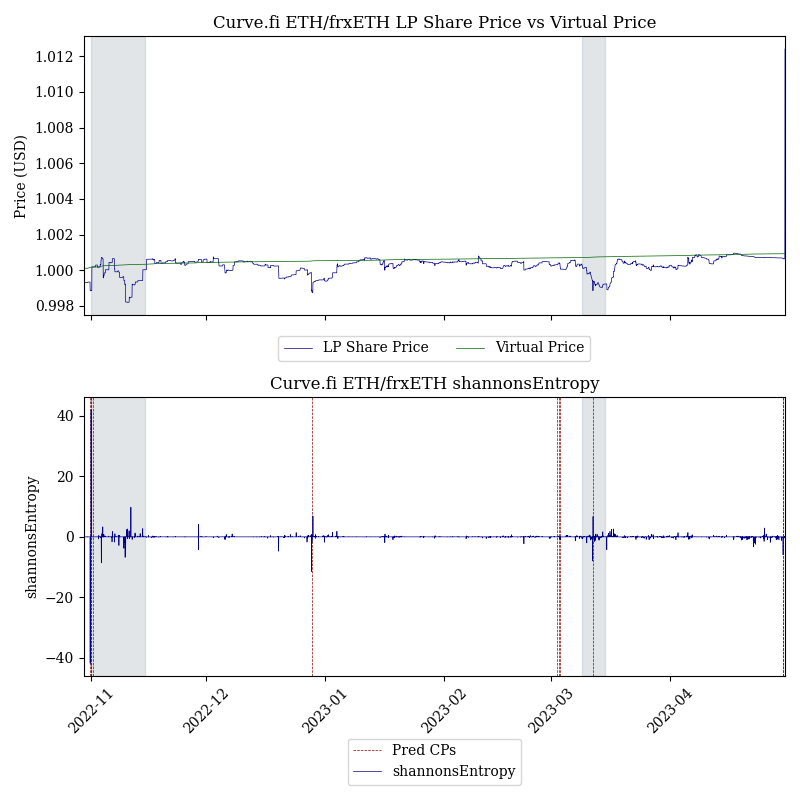 Curve.fi ETH/frxETH LP Share Price vs Virtual Price
1.012
1.010
1.008
1.006
1.004
1.002
1.000
0.998
Price (USD)
LP Share Price
Virtual Price
Curve.fi ETH/frxETH shannonsEntropy
40
20
0
−20
−40
shannonsEntropy
2022-11
2022-12
2023-01
2023-02
2023-03
2023-04
Pred CPs
shannonsEntropy